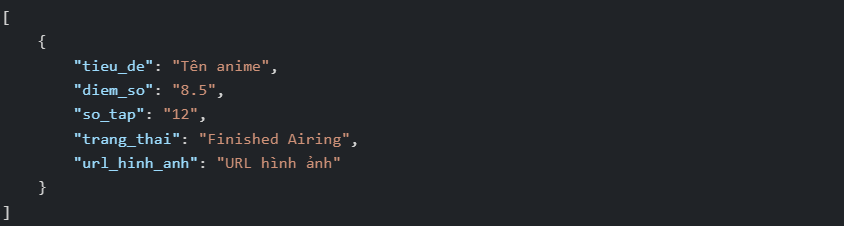 [
    {
        "tieu_de": "Tên anime",
        "diem_so": "8.5",
        "so_tap": "12",
        "trang_thai": "Finished Airing",
        "url_hinh_anh": "URL hình ảnh"
    }
]